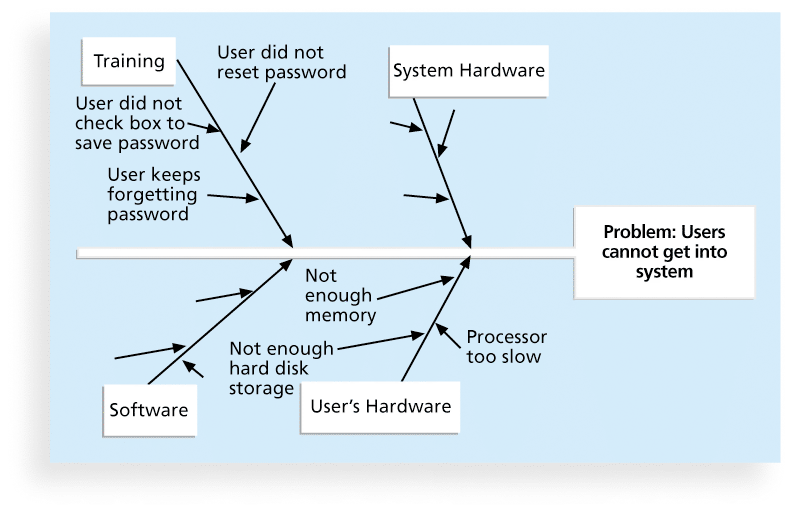 Training
User did not
reset password
System Hardware
User did not
check box to
save password
User keeps
forgetting
password
Problem: Users
cannot get into
system
Not
enough
memory
Not enough
hard disk
storage
Processor
too slow
Software
User’s Hardware